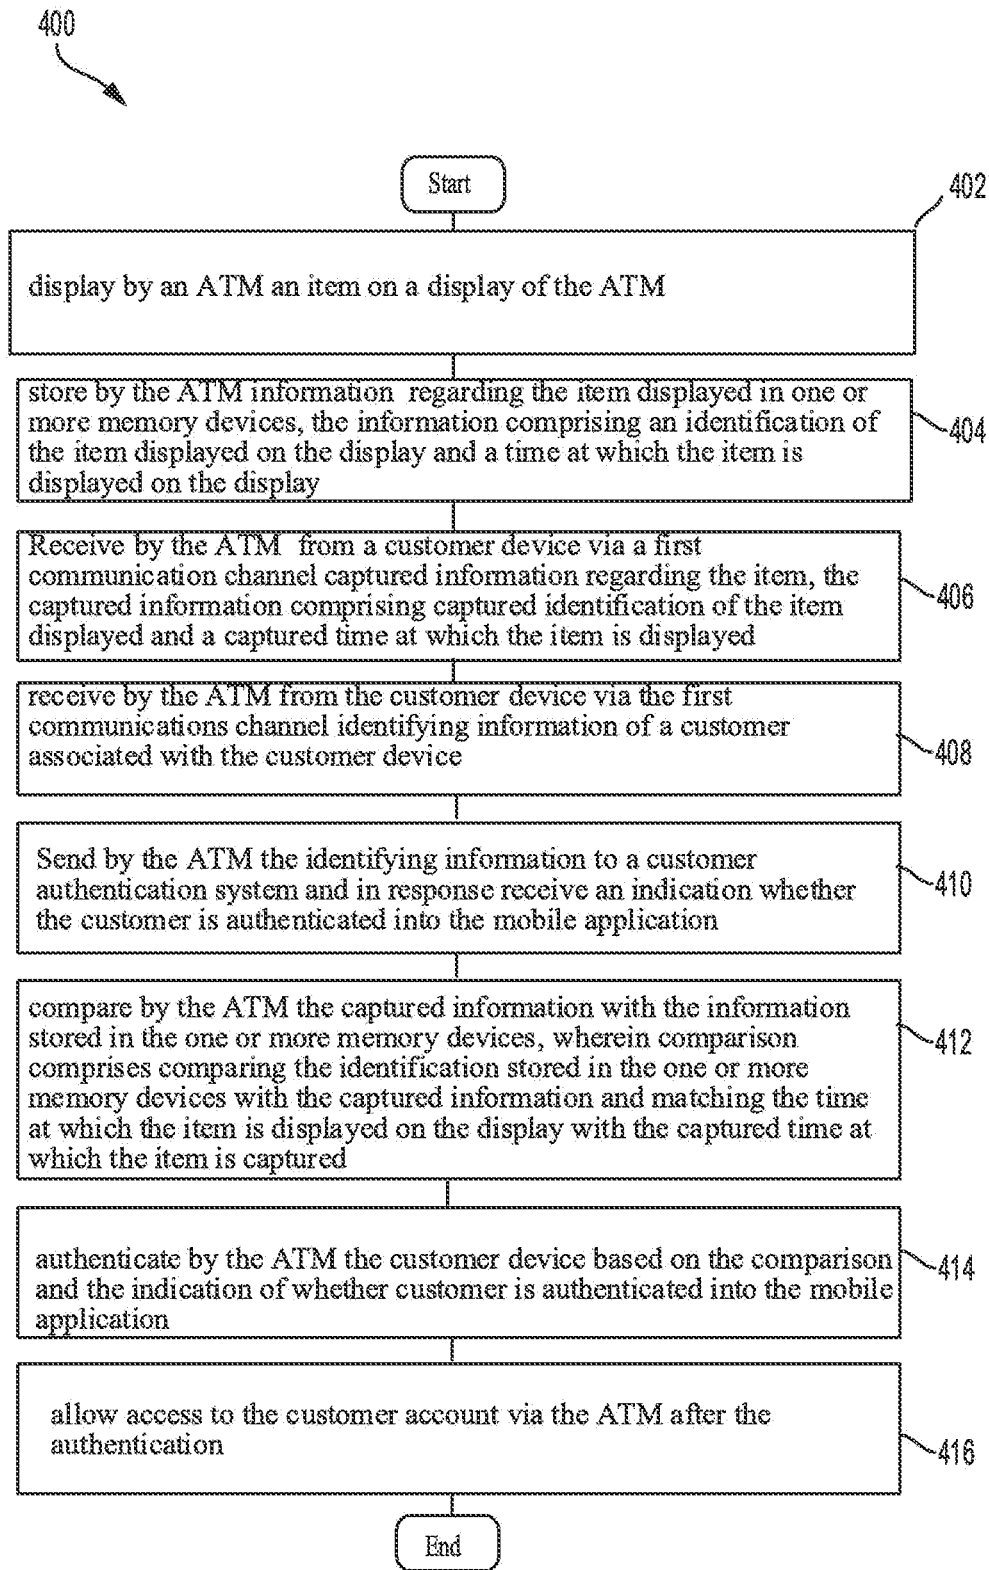 400
Start
402
display by an ATM an item on a display of the ATM
store by the ATM information regarding the item displayed in one or
more memory devices, the information comprising an identification of
the item displayed on the display and a time at which the item is
displayed on the display
404
Receive by the ATM from a customer device via a first
communication channel captured information regarding the item, the
captured information comprising captured identification of the item
displayed and a captured time at which the item is displayed
406
receive by the ATM from the customer device via the first
communications channel identifying information of a customer
associated with the customer device
408
Send by the ATM the identifying information to a customer
authentication system and in response receive an indication whether
the customer is authenticated into the mobile application
410
compare by the ATM the captured information with the information
stored in the one or more memory devices, wherein comparison
comprises comparing the identification stored in the one or more
memory devices with the captured information and matching the time
at which the item is displayed on the display with the captured time at
which the item is captured
412
authenticate by the ATM the customer device based on the comparison
and the indication of whether customer is authenticated into the mobile
application
414
allow access to the customer account via the ATM after the
authentication
416
End